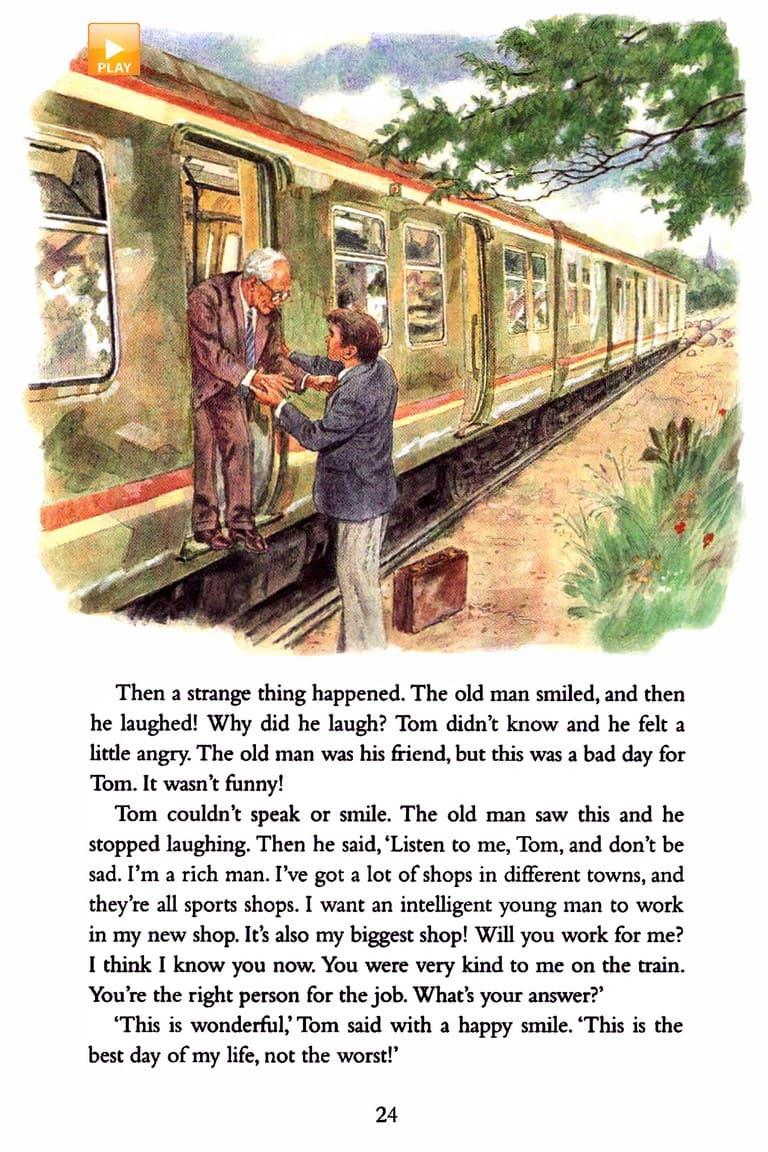 PLAY
Then a strange thing happened. The old man smiled, and then
he laughed! Why did he laugh? Tom didn't know and he felt a
little angry. The old man was his friend, but this was a bad day for
Tom. It wasn't funny!
Tom couldn't speak or smile. The old man saw this and he
stopped laughing. Then he said, ‘Listen to me, Tom, and don't be
sad. I'm a rich man. I've got a lot of shops in different towns, and
they're all sports shops. I want an intelligent young man to work
in my new shop. It's also my biggest shop! Will you work for me?
I think I know you now. You were very kind to me on the train.
You're the right person for the job. What's your answer?’
‘This is wonderful,’ Tom said with a happy smile. ‘This is the
best day of my life, not the worst!’
24